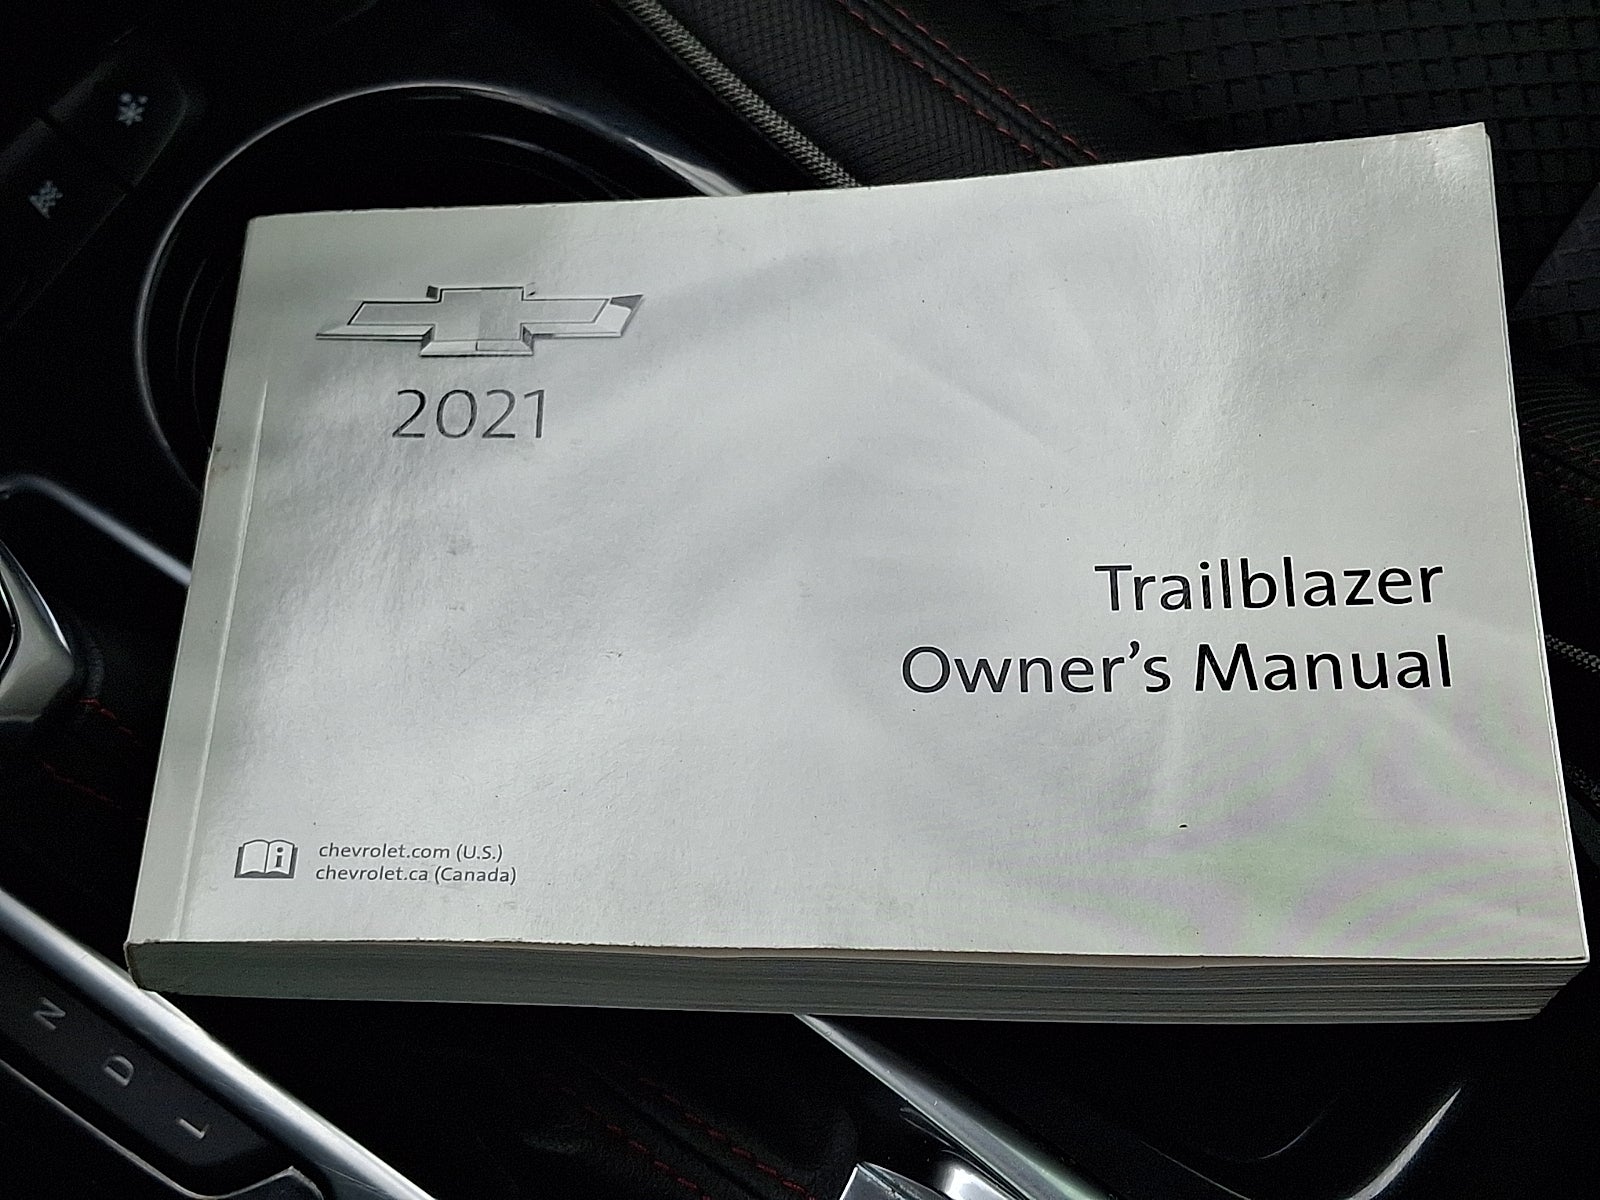 2021
Trailblazer
Owner's Manual
i chevrolet.com (U.S.)
chevrolet.ca (Canada)
N
D
L